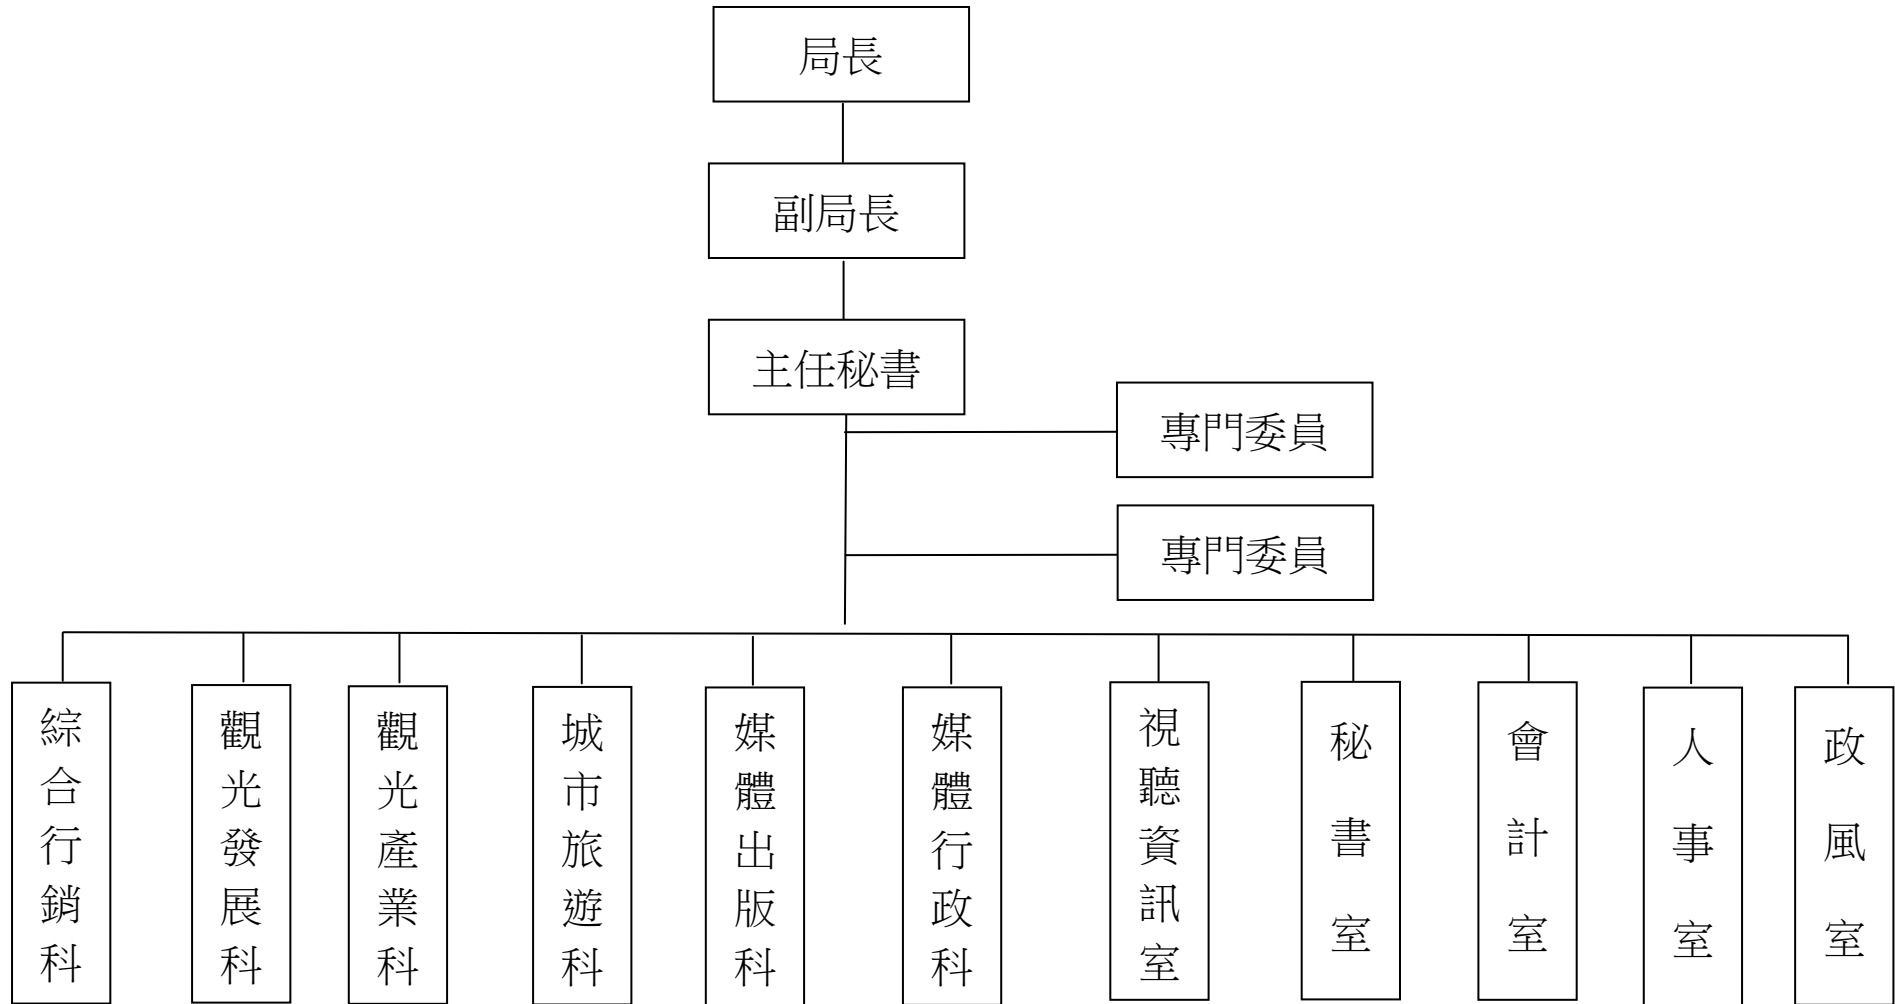 局長
副局長
主任秘書
專門委員
專門委員
綜合行銷科
觀光發展科
觀光產業科
城市旅遊科
媒體出版科
媒體行政科
視聽資訊室
秘書室
會計室
人事室
政風室